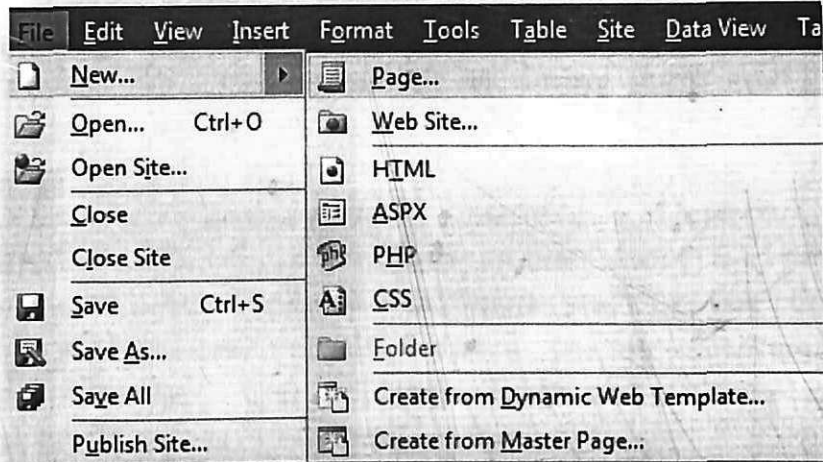 File Edit View Insert Format Tools Table Site Data View Ta
New...
Open... Ctrl+O
Open Site...
Close
Close Site
Save Ctrl+S
Save As...
Save All
Publish Site...
Page...
Web Site...
HTML
ASPX
PHP
CSS
Folder
Create from Dynamic Web Template...
Create from Master Page...